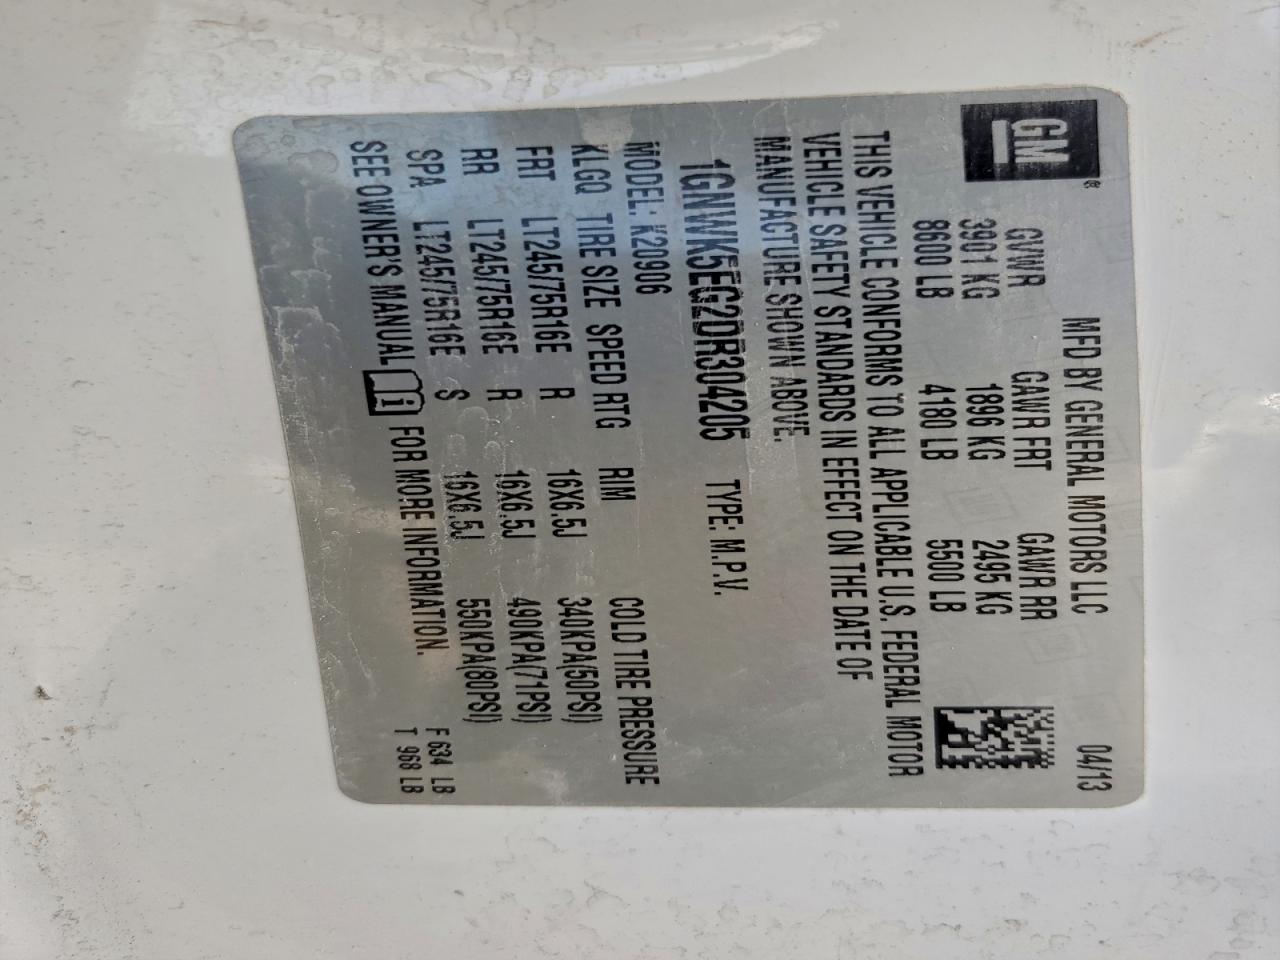 GM
MFD BY GENERAL MOTORS LLC 04/13
GVWR GAWR FRT GAWR RR
3901 KG 1896 KG 2495 KG
8600 LB 4180 LB 5500 LB
THIS VEHICLE CONFORMS TO ALL APPLICABLE U.S. FEDERAL MOTOR
VEHICLE SAFETY STANDARDS IN EFFECT ON THE DATE OF
MANUFACTURE SHOWN ABOVE.
1GNWK5EG2DR304205 TYPE: M.P.V.
MODEL: K20906
KLGQ TIRE SIZE SPEED RTG RIM COLD TIRE PRESSURE
FRT LT245/75R16E R 16X6.5J 340KPA(50PSI)
RR LT245/75R16E R 16X6.5J 490KPA(71PSI)
SPA LT245/75R16E S 16X6.5J 550KPA(80PSI)
SEE OWNER'S MANUAL i FOR MORE INFORMATION.
F 634 LB
T 968 LB